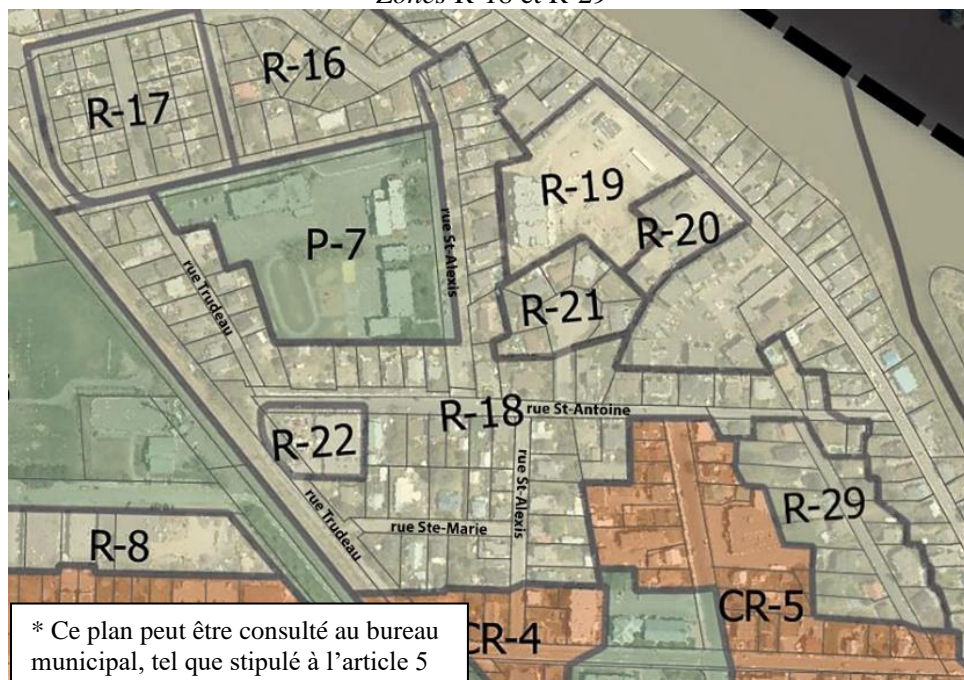 Zones R-18 et R-29
R-16
R-17
R-19
R-20
P-7
rue St-Alexis
rue Trudeau
R-21
R-18
rue St-Antoine
R-22
rue St-Alexis
R-29
rue Trudeau
rue Ste-Marie
R-8
CR-5
CR-4
* Ce plan peut être consulté au bureau
municipal, tel que stipulé à l'article 5